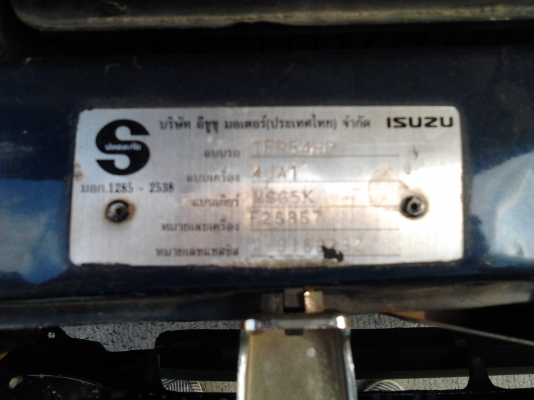 บริษัท อีซูซุ มอเตอร์(ประเทศไทย) จำกัด ISUZU
S
ปลอดภัย
มอก.1285 - 2538
แบบรถ TFR54HP
แบบเครื่อง 4JA1
แบบเกียร์ MSG5K
หมายเลขเครื่อง
หมายเลขแชสซีส